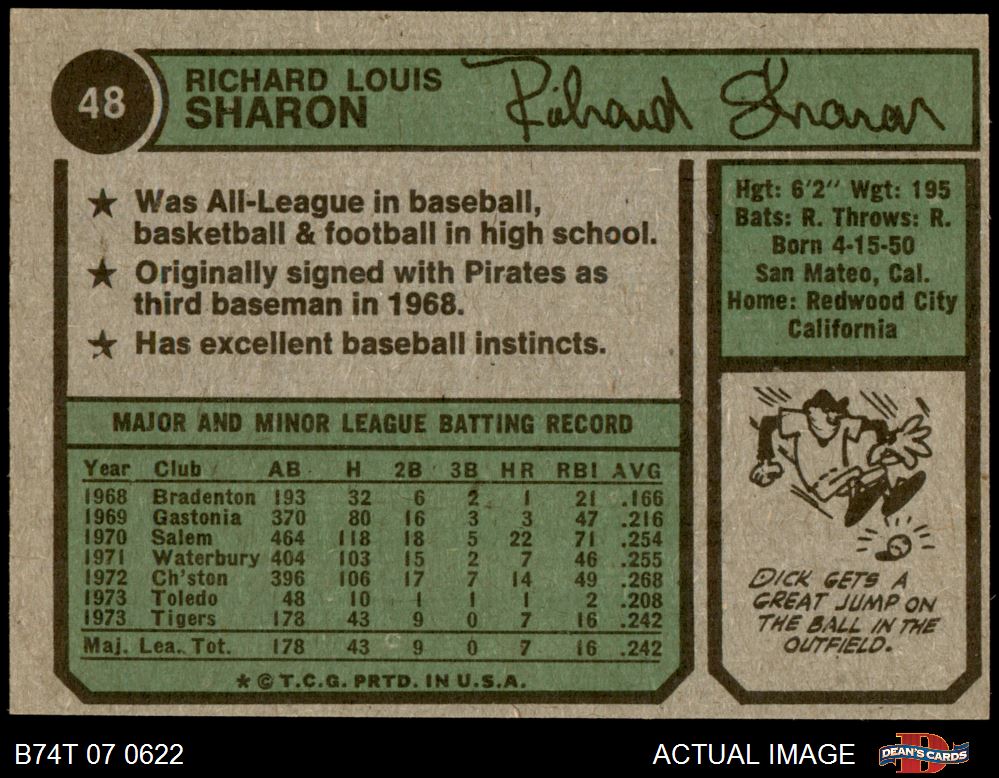 48
RICHARD LOUIS
SHARON
Richard Sharon
★ Was All-League in baseball,
basketball & football in high school.
★ Originally signed with Pirates as
third baseman in 1968.
★ Has excellent baseball instincts.
Hgt: 6'2" Wgt: 195
Bats: R. Throws: R.
Born 4-15-50
San Mateo, Cal.
Home: Redwood City
California
MAJOR AND MINOR LEAGUE BATTING RECORD
Year Club AB H 2B 3B HR RBI AVG
1968 Bradenton 193 32 6 2 1 21 .166
1969 Gastonia 370 80 16 3 3 47 .216
1970 Salem 464 118 18 5 22 71 .254
1971 Waterbury 404 103 15 2 7 46 .255
1972 Ch'ston 396 106 17 7 14 49 .268
1973 Toledo 48 10 1 1 1 2 .208
1973 Tigers 178 43 9 0 7 16 .242
Maj. Lea. Tot. 178 43 9 0 7 16 .242
* © T.C.G. PRTD. IN U.S.A.
DICK GETS A
GREAT JUMP ON
THE BALL IN THE
OUTFIELD.
B74T 07 0622
ACTUAL IMAGE
D
DEAN'S CARDS